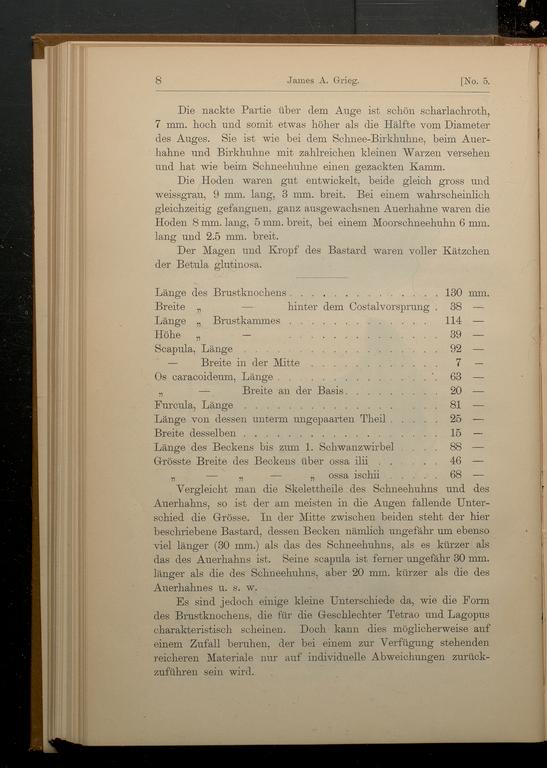 8 James A. Grieg. [No. 5.
Die nackte Partie über dem Auge ist schön scharlachroth,
7 mm. hoch und somit etwas höher als die Hälfte vom Diameter
des Auges. Sie ist wie bei dem Schnee-Birkhuhne, beim Auer-
hahne und Birkhuhne mit zahlreichen kleinen Warzen versehen
und hat wie beim Schneehuhne einen gezackten Kamm.
Die Hoden waren gut entwickelt, beide gleich gross und
weissgrau, 9 mm. lang, 3 mm. breit. Bei einem wahrscheinlich
gleichzeitig gefangnen, ganz ausgewachsnen Auerhahne waren die
Hoden 8 mm. lang, 5 mm. breit, bei einem Moorschneehuhn 6 mm.
lang und 2.5 mm. breit.
Der Magen und Kropf des Bastard waren voller Kätzchen
der Betula glutinosa.
Länge des Brustknochens . . . . . . . . . . . 130 mm.
Breite „ — hinter dem Costalvorsprung . 38 —
Länge „ Brustkammes . . . . . . . . . . . 114 —
Höhe „ — . . . . . . . . . . . 39 —
Scapula, Länge . . . . . . . . . . . . . . 92 —
— Breite in der Mitte . . . . . . . . . . 7 —
Os caracoideum, Länge . . . . . . . . . . . . 63 —
„ — Breite an der Basis . . . . . . . 20 —
Furcula, Länge . . . . . . . . . . . . . . 81 —
Länge von dessen unterm ungepaarten Theil . . . . 25 —
Breite desselben . . . . . . . . . . . . . . 15 —
Länge des Beckens bis zum 1. Schwanzwirbel . . . 88 —
Grösste Breite des Beckens über ossa ilii . . . . . 46 —
„ — „ — „ ossa ischii . . . . . 68 —
Vergleicht man die Skelettheile des Schneehuhns und des
Auerhahns, so ist der am meisten in die Augen fallende Unter-
schied die Grösse. In der Mitte zwischen beiden steht der hier
beschriebene Bastard, dessen Becken nämlich ungefähr um ebenso
viel länger (30 mm.) als das des Schneehuhns, als es kürzer als
das des Auerhahns ist. Seine scapula ist ferner ungefähr 30 mm.
länger als die des Schneehuhns, aber 20 mm. kürzer als die des
Auerhahnes u. s. w.
Es sind jedoch einige kleine Unterschiede da, wie die Form
des Brustknochens, die für die Geschlechter Tetrao und Lagopus
charakteristisch scheinen. Doch kann dies möglicherweise auf
einem Zufall beruhen, der bei einem zur Verfügung stehenden
reicheren Materiale nur auf individuelle Abweichungen zurück-
zuführen sein wird.